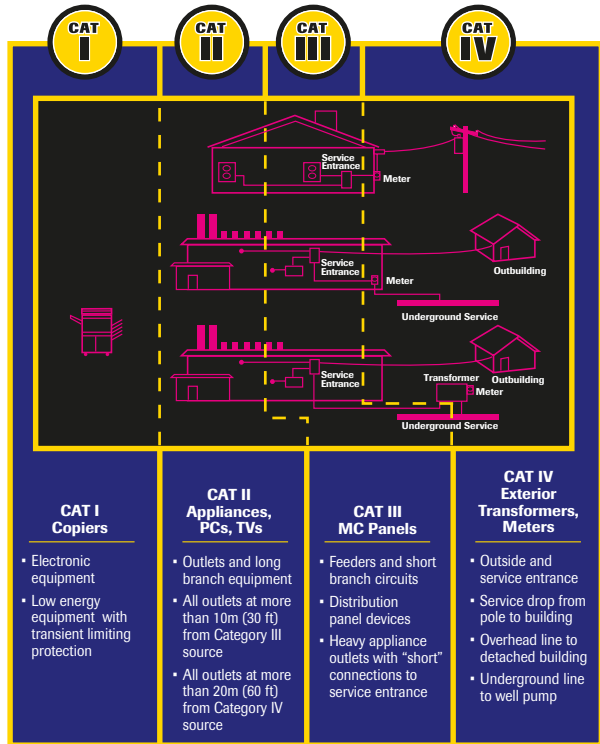 CAT
I
CAT
II
CAT
III
CAT
IV
Service
Entrance
Meter
Service
Entrance
Meter
Outbuilding
Underground Service
Service
Entrance
Transformer
Outbuilding
Meter
Underground Service
CAT I
Copiers
▪ Electronic
equipment
▪ Low energy
equipment with
transient limiting
protection
CAT II
Appliances,
PCs, TVs
▪ Outlets and long
branch equipment
▪ All outlets at more
than 10m (30 ft)
from Category III
source
▪ All outlets at more
than 20m (60 ft)
from Category IV
source
CAT III
MC Panels
▪ Feeders and short
branch circuits
▪ Distribution
panel devices
▪ Heavy appliance
outlets with “short”
connections to
service entrance
CAT IV
Exterior
Transformers,
Meters
▪ Outside and
service entrance
▪ Service drop from
pole to building
▪ Overhead line to
detached building
▪ Underground line
to well pump